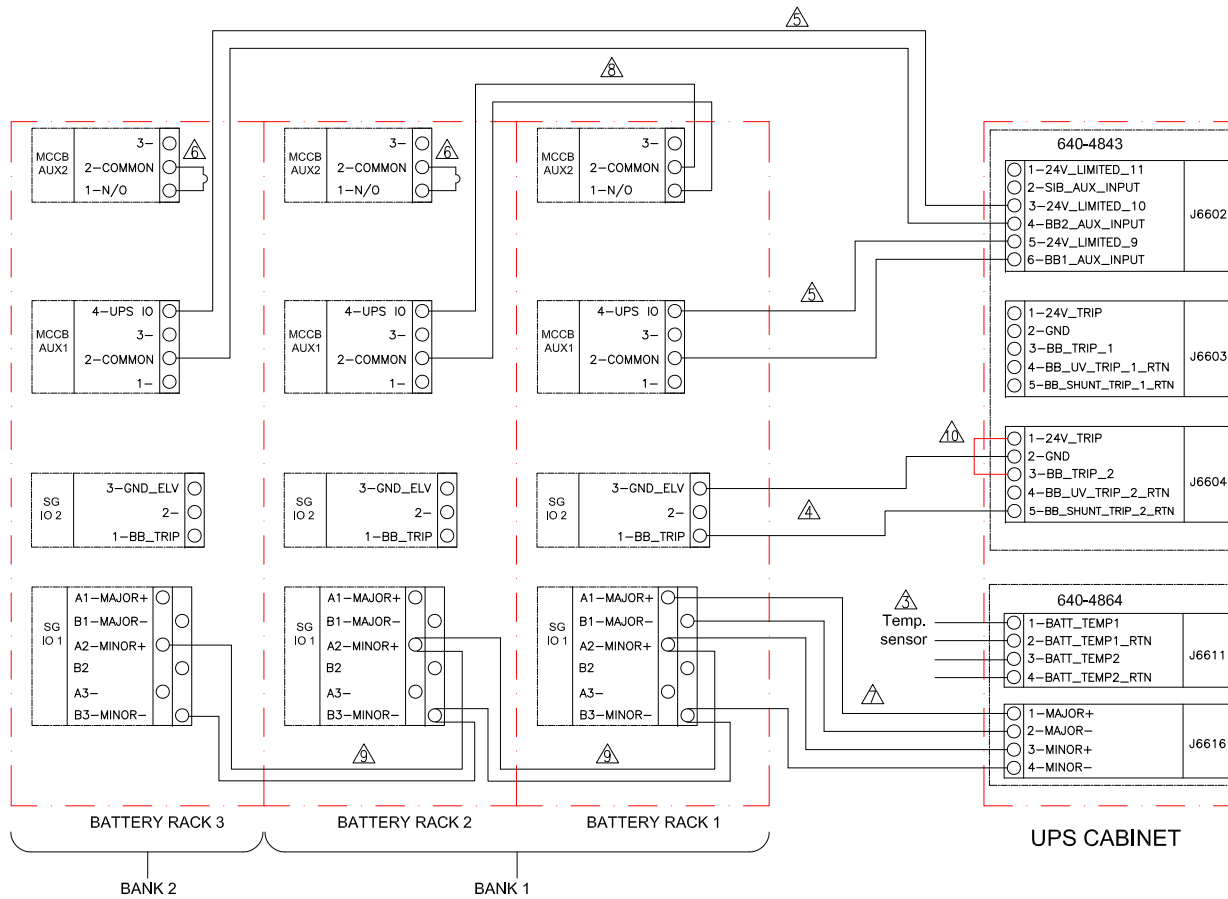 5
8
MCCB
AUX2
3-
2-COMMON
1-N/O
6
MCCB
AUX2
3-
2-COMMON
1-N/O
6
MCCB
AUX2
3-
2-COMMON
1-N/O
MCCB
AUX1
4-UPS IO
3-
2-COMMON
1-
MCCB
AUX1
4-UPS IO
3-
2-COMMON
1-
MCCB
AUX1
4-UPS IO
3-
2-COMMON
1-
5
SG
IO 2
3-GND_ELV
2-
1-BB_TRIP
SG
IO 2
3-GND_ELV
2-
1-BB_TRIP
SG
IO 2
3-GND_ELV
2-
1-BB_TRIP
4
10
SG
IO 1
A1-MAJOR+
B1-MAJOR-
A2-MINOR+
B2
A3-
B3-MINOR-
9
SG
IO 1
A1-MAJOR+
B1-MAJOR-
A2-MINOR+
B2
A3-
B3-MINOR-
9
SG
IO 1
A1-MAJOR+
B1-MAJOR-
A2-MINOR+
B2
A3-
B3-MINOR-
7
3
Temp.
sensor
640-4843
1-24V_LIMITED_11
2-SIB_AUX_INPUT
3-24V_LIMITED_10
4-BB2_AUX_INPUT
5-24V_LIMITED_9
6-BB1_AUX_INPUT
J6602
1-24V_TRIP
2-GND
3-BB_TRIP_1
4-BB_UV_TRIP_1_RTN
5-BB_SHUNT_TRIP_1_RTN
J6603
1-24V_TRIP
2-GND
3-BB_TRIP_2
4-BB_UV_TRIP_2_RTN
5-BB_SHUNT_TRIP_2_RTN
J6604
640-4864
1-BATT_TEMP1
2-BATT_TEMP1_RTN
3-BATT_TEMP2
4-BATT_TEMP2_RTN
J6611
1-MAJOR+
2-MAJOR-
3-MINOR+
4-MINOR-
J6616
BATTERY RACK 3
BATTERY RACK 2
BATTERY RACK 1
UPS CABINET
BANK 2
BANK 1